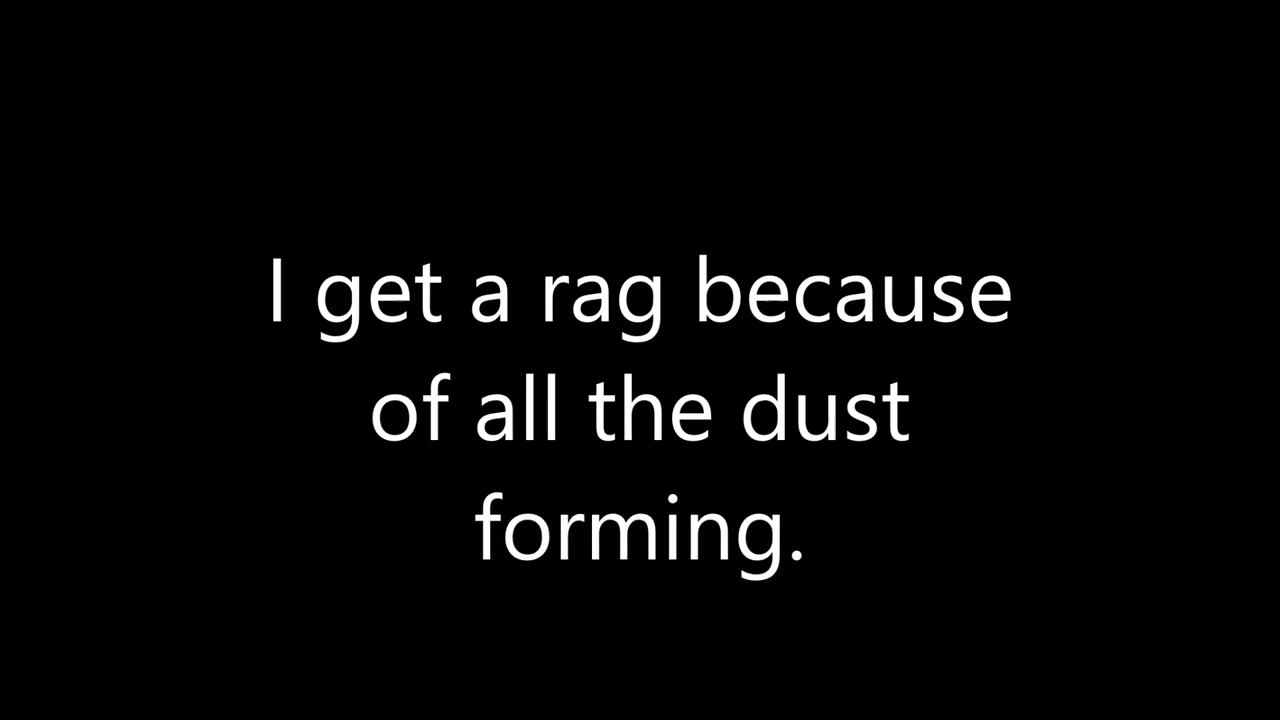 I get a rag because
of all the dust
forming.